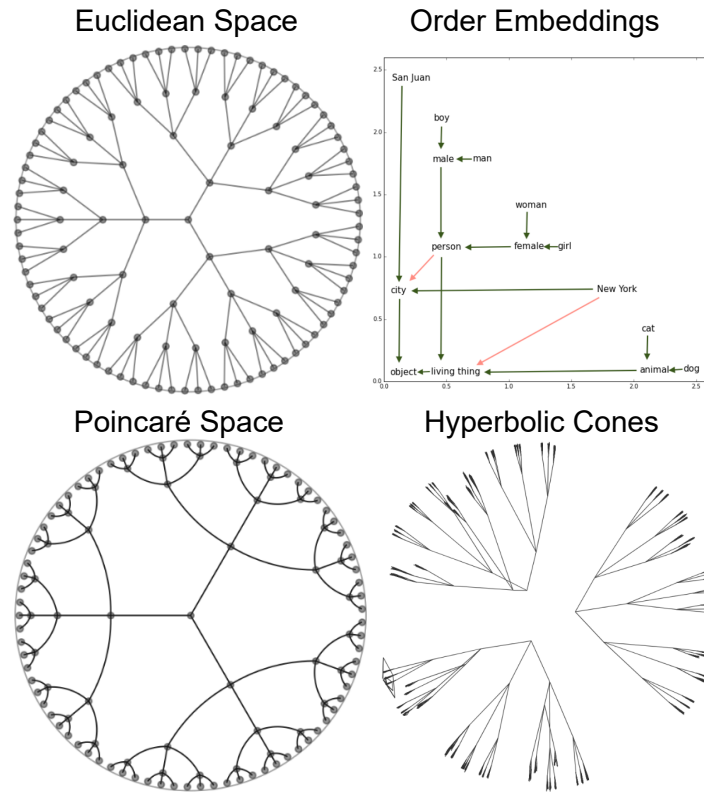 Euclidean Space
Order Embeddings
2.5
San Juan
boy
2.0
male
man
1.5
woman
person
female
girl
1.0
city
New York
0.5
cat
object
living thing
animal
dog
0.0
0.0
0.5
1.0
1.5
2.0
2.5
Poincaré Space
Hyperbolic Cones